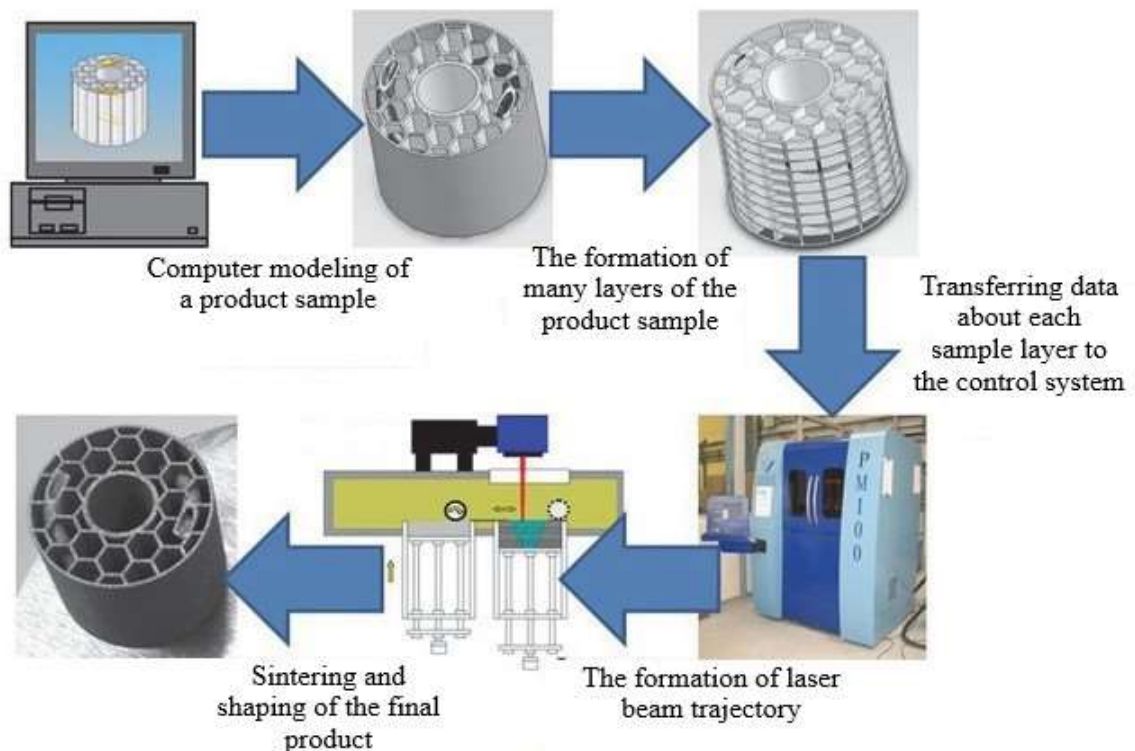 Computer modeling of
a product sample
The formation of
many layers of the
product sample
Transferring data
about each
sample layer to
the control system
PM100
The formation of laser
beam trajectory
Sintering and
shaping of the final
product